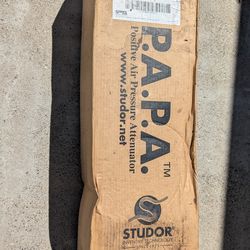 P.A.P.A.™
Positive Air Pressure Attenuator
www.studor.net
STUDOR®